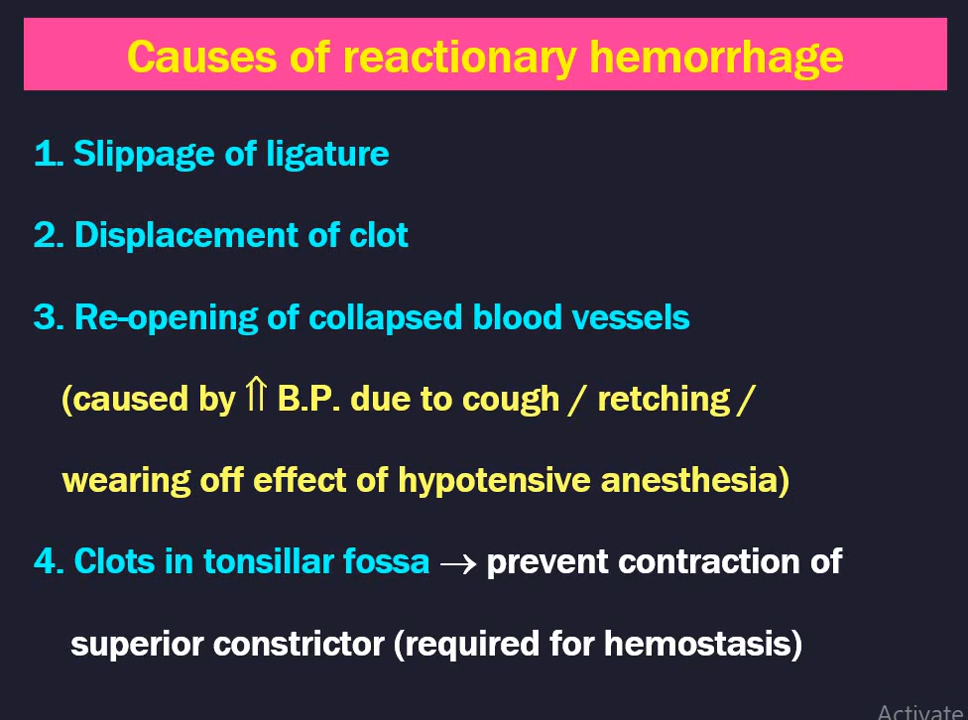 Causes of reactionary hemorrhage
1. Slippage of ligature
2. Displacement of clot
3. Re-opening of collapsed blood vessels
(caused by ⇑ B.P. due to cough / retching /
wearing off effect of hypotensive anesthesia)
4. Clots in tonsillar fossa → prevent contraction of
superior constrictor (required for hemostasis)
Activate